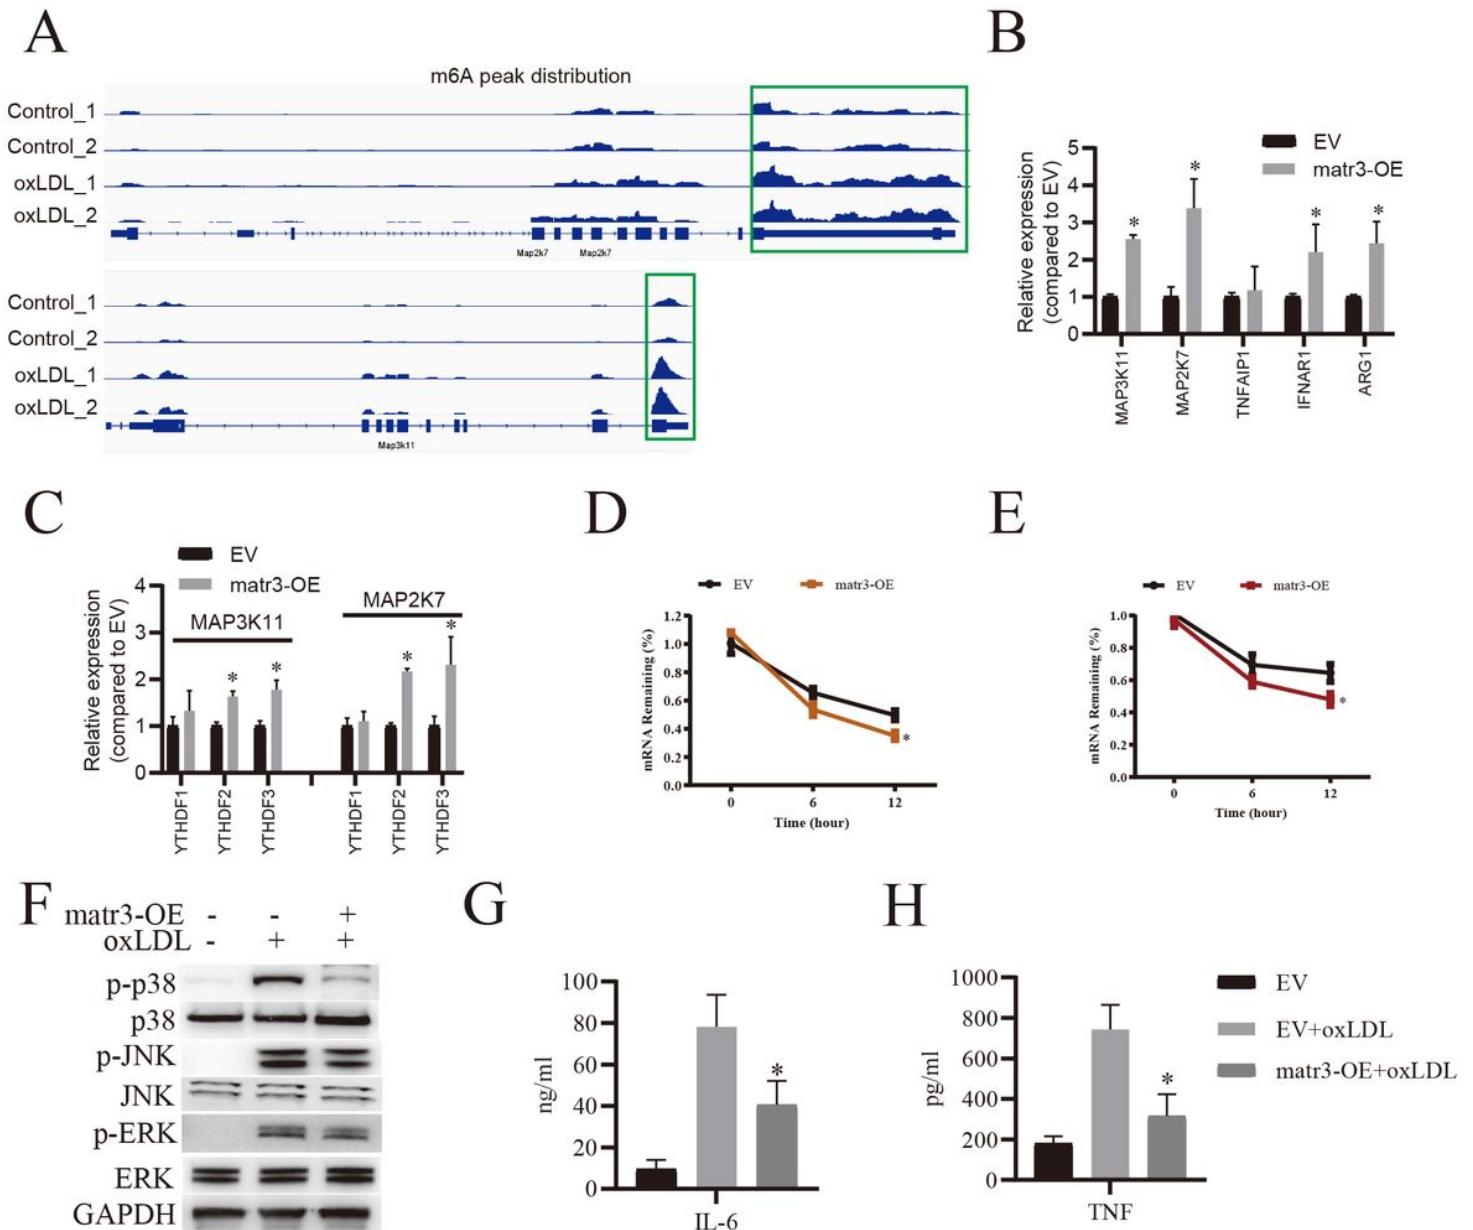 A
m6A peak distribution
Control_1
Control_2
oxLDL_1
oxLDL_2
Map2k7 Map2k7
Control_1
Control_2
oxLDL_1
oxLDL_2
Map3k11
B
EV
matr3-OE
Relative expression
(compared to EV)
5
4
3
2
1
0
* * * *
MAP3K11
MAP2K7
TNFAIP1
IFNAR1
ARG1
C
EV
matr3-OE
Relative expression
(compared to EV)
4
3
2
1
0
MAP3K11
MAP2K7
* * * *
YTHDF1
YTHDF2
YTHDF3
YTHDF1
YTHDF2
YTHDF3
D
EV matr3-OE
mRNA Remaining (%)
1.2
1.0
0.8
0.6
0.4
0.2
0.0
*
0 6 12
Time (hour)
E
EV matr3-OE
mRNA Remaining (%)
1.0
0.8
0.6
0.4
0.2
0.0
*
0 6 12
Time (hour)
F
matr3-OE - - +
oxLDL - + +
p-p38
p38
p-JNK
JNK
p-ERK
ERK
GAPDH
G
ng/ml
100
80
60
40
20
0
*
IL-6
H
pg/ml
1000
800
600
400
200
0
*
TNF
EV
EV+oxLDL
matr3-OE+oxLDL